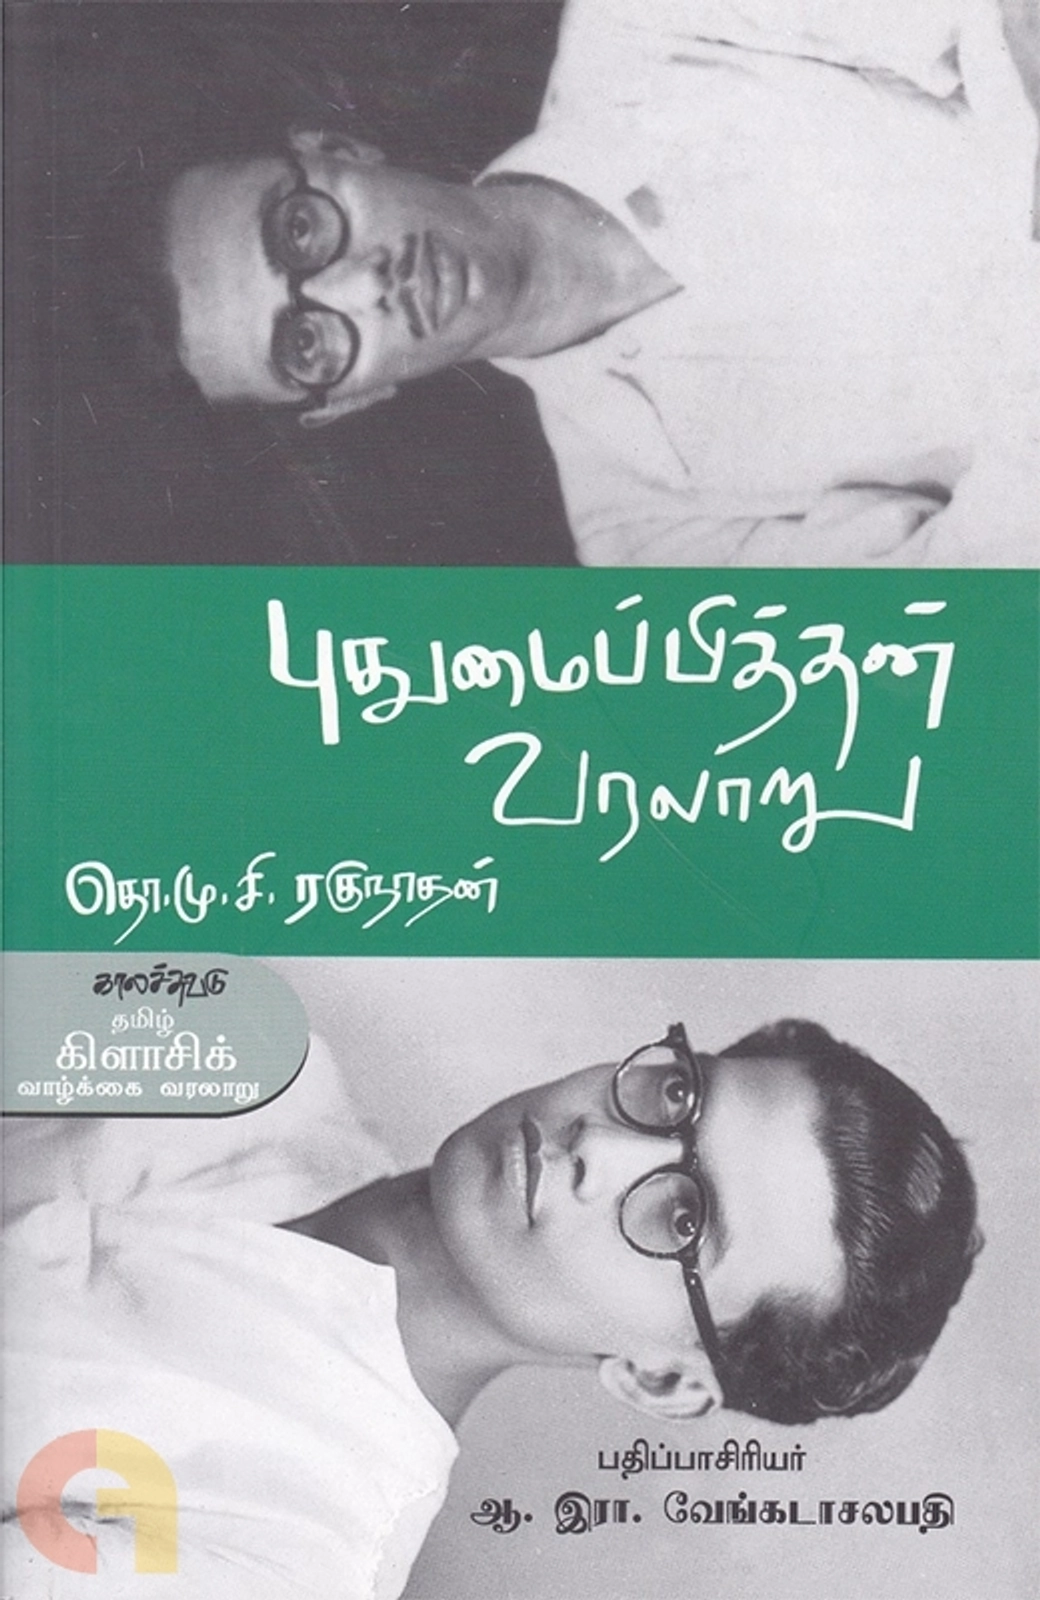 புதுமைப்பித்தன்
வரலாறு
தொ.மு.சி. ரகுநாதன்
காலச்சுவடு
தமிழ்
கிளாசிக்
வாழ்க்கை வரலாறு
பதிப்பாசிரியர்
ஆ. இரா. வேங்கடாசலபதி